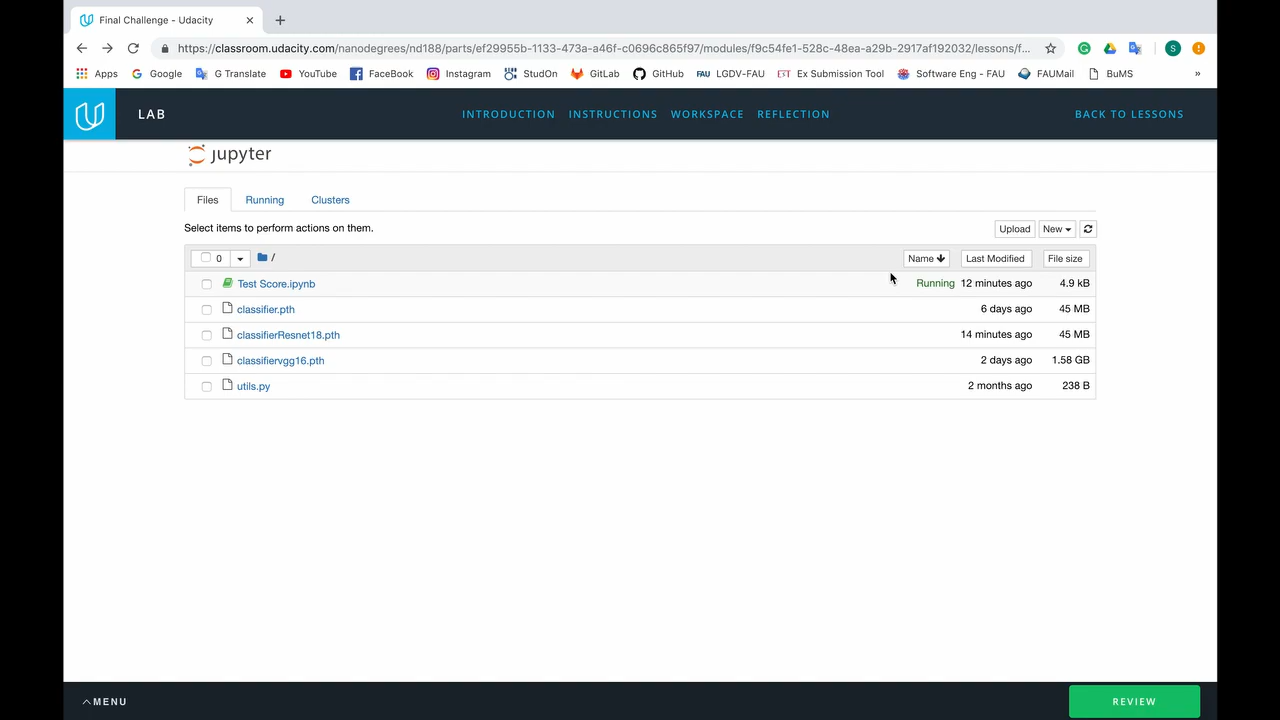 Final Challenge - Udacity
https://classroom.udacity.com/nanodegrees/nd188/parts/ef29955b-1133-473a-a46f-c0696c865f97/modules/f9c54fe1-528c-48ea-a29b-2917af192032/lessons/f...
S
Apps Google G Translate YouTube FaceBook Instagram StudOn GitLab GitHub FAU LGDV-FAU EST Ex Submission Tool Software Eng - FAU FAUMail BuMS »
LAB INTRODUCTION INSTRUCTIONS WORKSPACE REFLECTION BACK TO LESSONS
jupyter
Files Running Clusters
Select items to perform actions on them.
Upload New
0 / Name Last Modified File size
Test Score.ipynb Running 12 minutes ago 4.9 kB
classifier.pth 6 days ago 45 MB
classifierResnet18.pth 14 minutes ago 45 MB
classifiervgg16.pth 2 days ago 1.58 GB
utils.py 2 months ago 238 B
MENU REVIEW